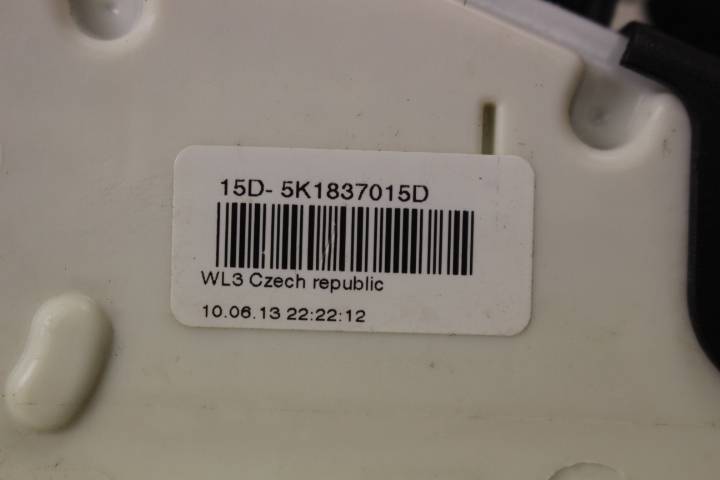 15D- 5K1837015D
WL3 Czech republic
10.06.13 22:22:12